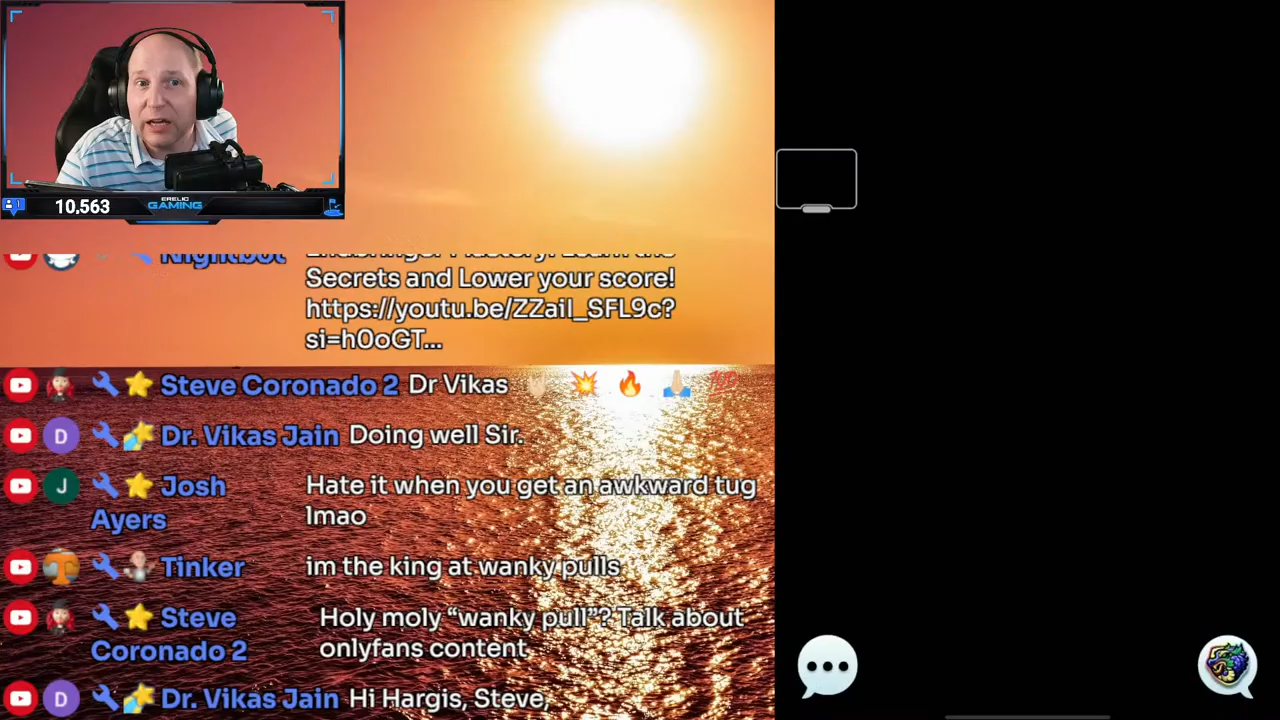 10,563
ERELIC
GAMING
1
Nightbot
Secrets and Lower your score!
https://youtu.be/ZZail_SFL9c?
si=h0oGT...
Steve Coronado 2 Dr Vikas 🤘🏻 💥 🔥 🙏🏼 💯
D Dr. Vikas Jain Doing well Sir.
J Josh Ayers Hate it when you get an awkward tug
lmao
T Tinker im the king at wanky pulls
Steve Coronado 2 Holy moly “wanky pull”? Talk about
onlyfans content
D Dr. Vikas Jain Hi Hargis, Steve,